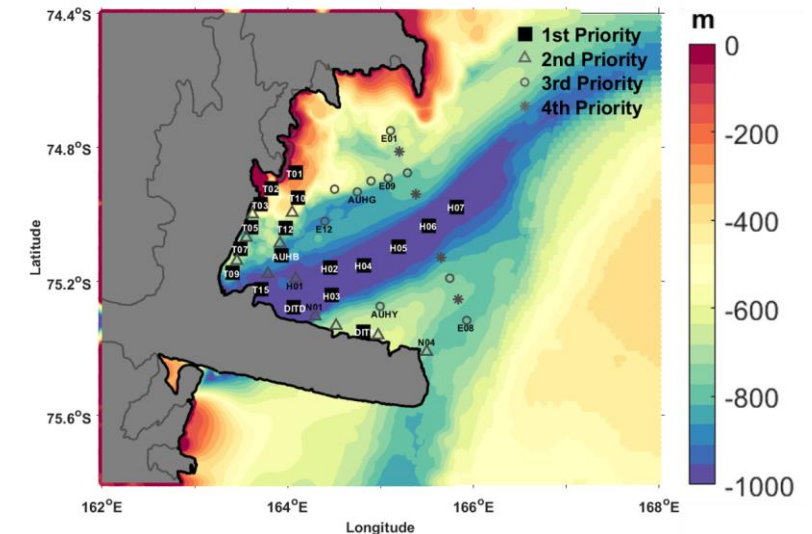 m
74.4°S
74.8°S
75.2°S
75.6°S
Latitude
1st Priority
2nd Priority
3rd Priority
4th Priority
E01
T01
T02
T10
T03
AUHG
E09
T05
T12
E12
H07
H06
T07
AUHB
H05
T09
H02
H04
H01
T15
H03
DITD
N01
AUHY
DIT
N04
E08
0
-200
-400
-600
-800
-1000
162°E
164°E
166°E
168°E
Longitude